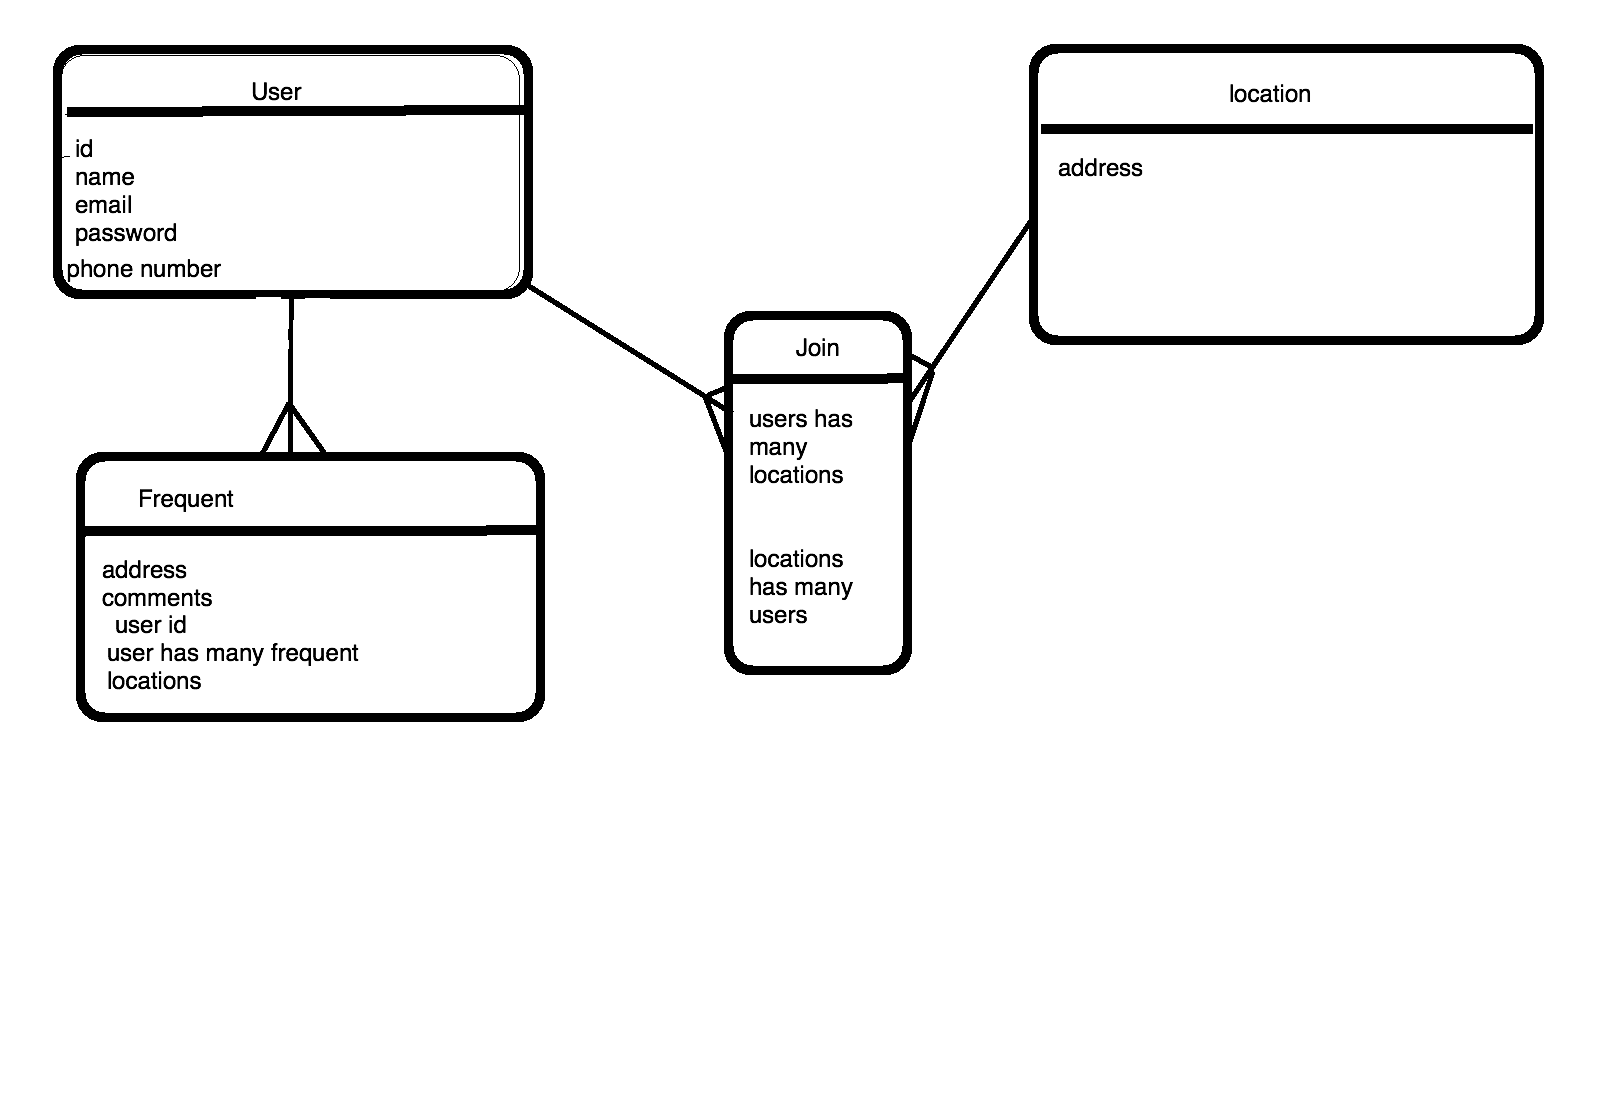 User
id
name
email
password
phone number
location
address
Join
users has
many
locations
locations
has many
users
Frequent
address
comments
user id
user has many frequent
locations